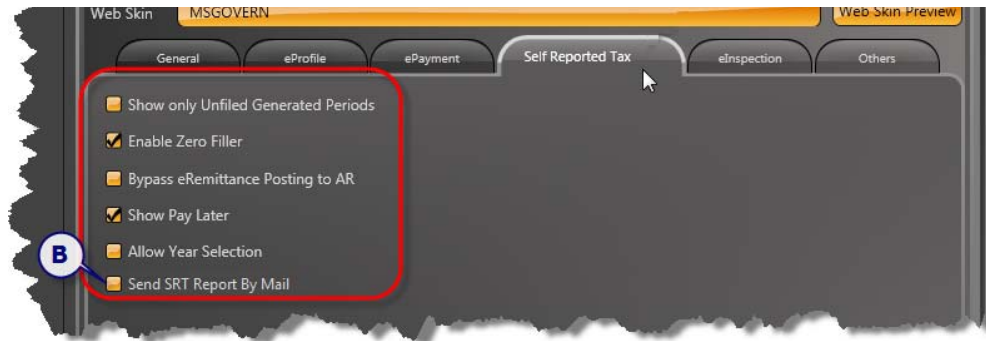 Web Skin MSGOVERN Web Skin Preview
General eProfile ePayment Self Reported Tax eInspection Others
Show only Unfiled Generated Periods
Enable Zero Filler
Bypass eRemittance Posting to AR
Show Pay Later
B Allow Year Selection
Send SRT Report By Mail